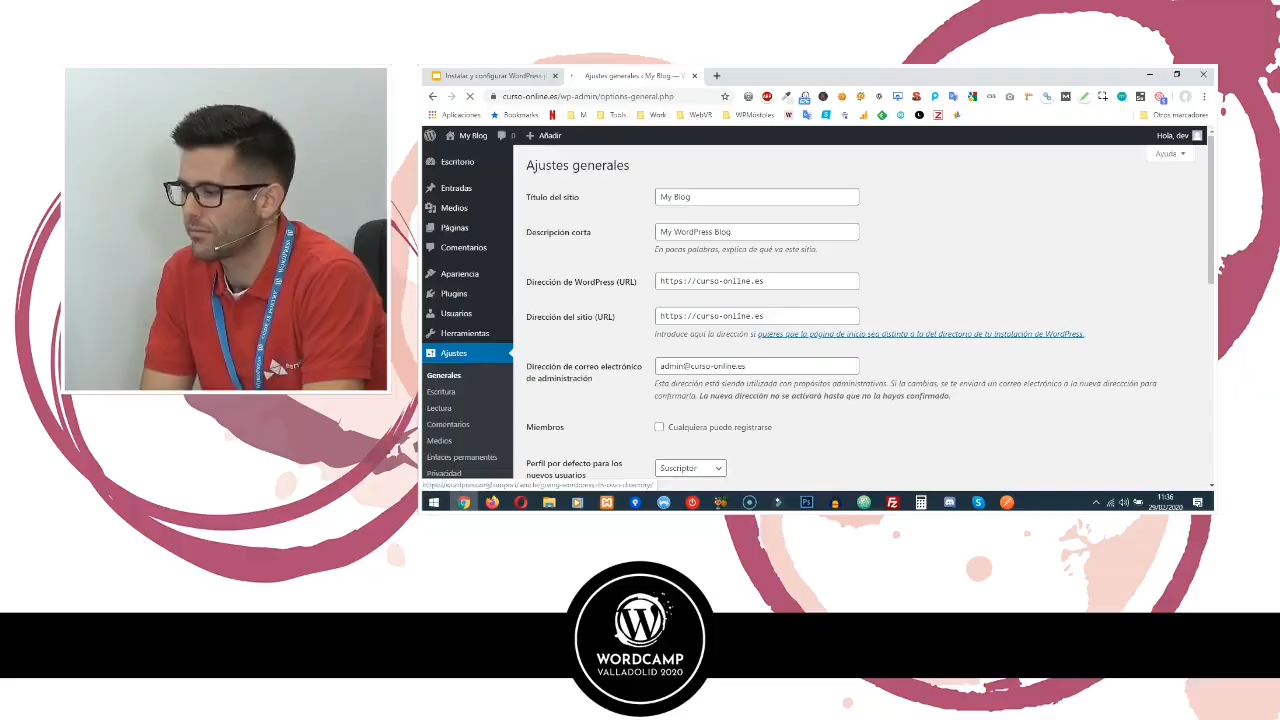 Instalar y configurar WordPress p
Ajustes generales ‹ My Blog — W
curso-online.es/wp-admin/options-general.php
Aplicaciones
Bookmarks
M
Tools
Work
WebVR
WPMóstoles
Otros marcadores
My Blog
0
Añadir
Hola, dev
Ayuda
Escritorio
Entradas
Medios
Páginas
Comentarios
Apariencia
Plugins
Usuarios
Herramientas
Ajustes
Generales
Escritura
Lectura
Comentarios
Medios
Enlaces permanentes
Privacidad
Ajustes generales
Título del sitio
My Blog
Descripción corta
My WordPress Blog
En pocas palabras, explica de qué va este sitio.
Dirección de WordPress (URL)
https://curso-online.es
Dirección del sitio (URL)
https://curso-online.es
Introduce aquí la dirección si quieres que la página de inicio sea distinta a la del directorio de tu instalación de WordPress.
Dirección de correo electrónico
de administración
admin@curso-online.es
Esta dirección está siendo utilizada con propósitos administrativos. Si la cambias, se te enviará un correo electrónico a la nueva dirección para
confirmarla. La nueva dirección no se activará hasta que no la hayas confirmado.
Miembros
Cualquiera puede registrarse
Perfil por defecto para los
nuevos usuarios
Suscriptor
11:36
29/02/2020
WORDPRESS
WORDCAMP
VALLADOLID 2020